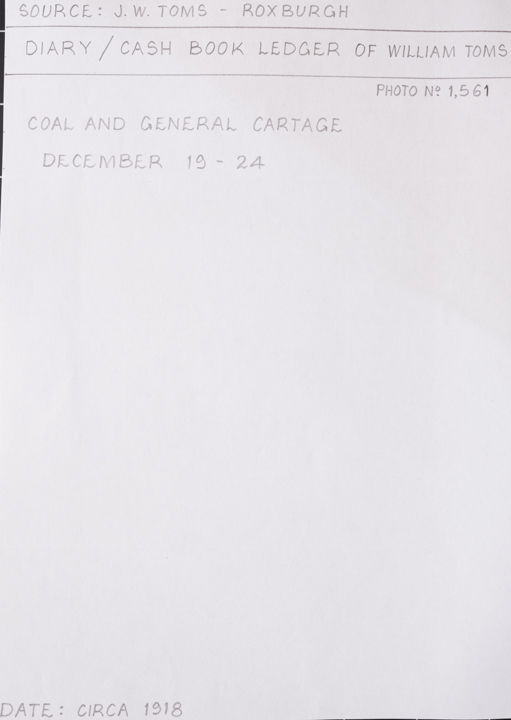 SOURCE: J. W. TOMS - ROXBURGH
DIARY / CASH BOOK LEDGER OF WILLIAM TOMS
PHOTO Nº 1,561
COAL AND GENERAL CARTAGE
DECEMBER 19 - 24
DATE: CIRCA 1918